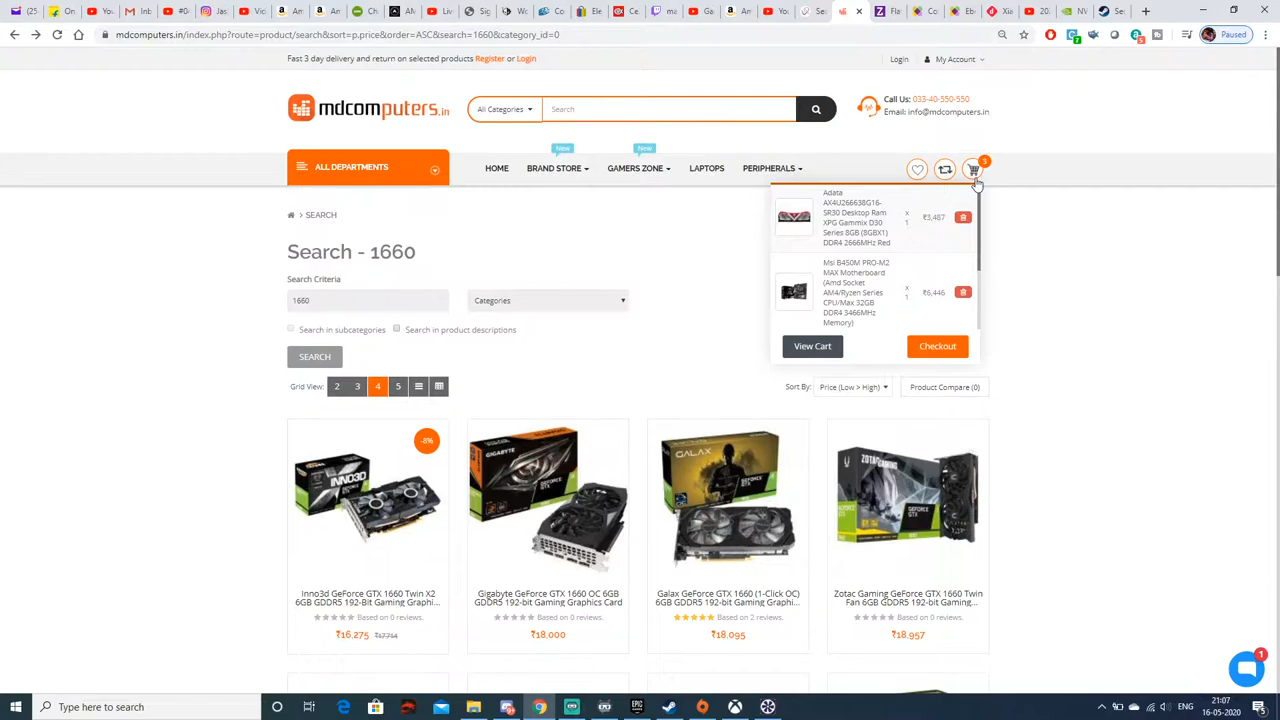 (25)
mdcomputers.in/index.php?route=product/search&sort=p.price&order=ASC&search=1660&category_id=0
Paused
Fast 3 day delivery and return on selected products Register or Login
Login
My Account
mdcomputers.in
All Categories
Search
Call Us: 033-40-550-550
Email: info@mdcomputers.in
ALL DEPARTMENTS
HOME
New
BRAND STORE
New
GAMERS ZONE
LAPTOPS
PERIPHERALS
3
Adata
AX4U266638G16-
SR30 Desktop Ram
XPG Gammix D30
Series 8GB (8GBX1)
DDR4 2666MHz Red
x
1
₹3,487
Msi B450M PRO-M2
MAX Motherboard
(Amd Socket
AM4/Ryzen Series
CPU/Max 32GB
DDR4 3466MHz
Memory)
x
1
₹6,446
View Cart
Checkout
> SEARCH
Search - 1660
Search Criteria
1660
Categories
Search in subcategories
Search in product descriptions
SEARCH
Grid View: 2 3 4 5
Sort By: Price (Low > High)
Product Compare (0)
-8%
Inno3d GeForce GTX 1660 Twin X2
6GB GDDR5 192-Bit Gaming Graphi...
Based on 0 reviews.
₹16,275 ₹17,714
Gigabyte GeForce GTX 1660 OC 6GB
GDDR5 192-bit Gaming Graphics Card
Based on 0 reviews.
₹18,000
Galax GeForce GTX 1660 (1-Click OC)
6GB GDDR5 192-bit Gaming Graphi...
Based on 2 reviews.
₹18,095
Zotac Gaming GeForce GTX 1660 Twin
Fan 6GB GDDR5 192-bit Gaming...
Based on 0 reviews.
₹18,957
1
Type here to search
21:07
16-05-2020